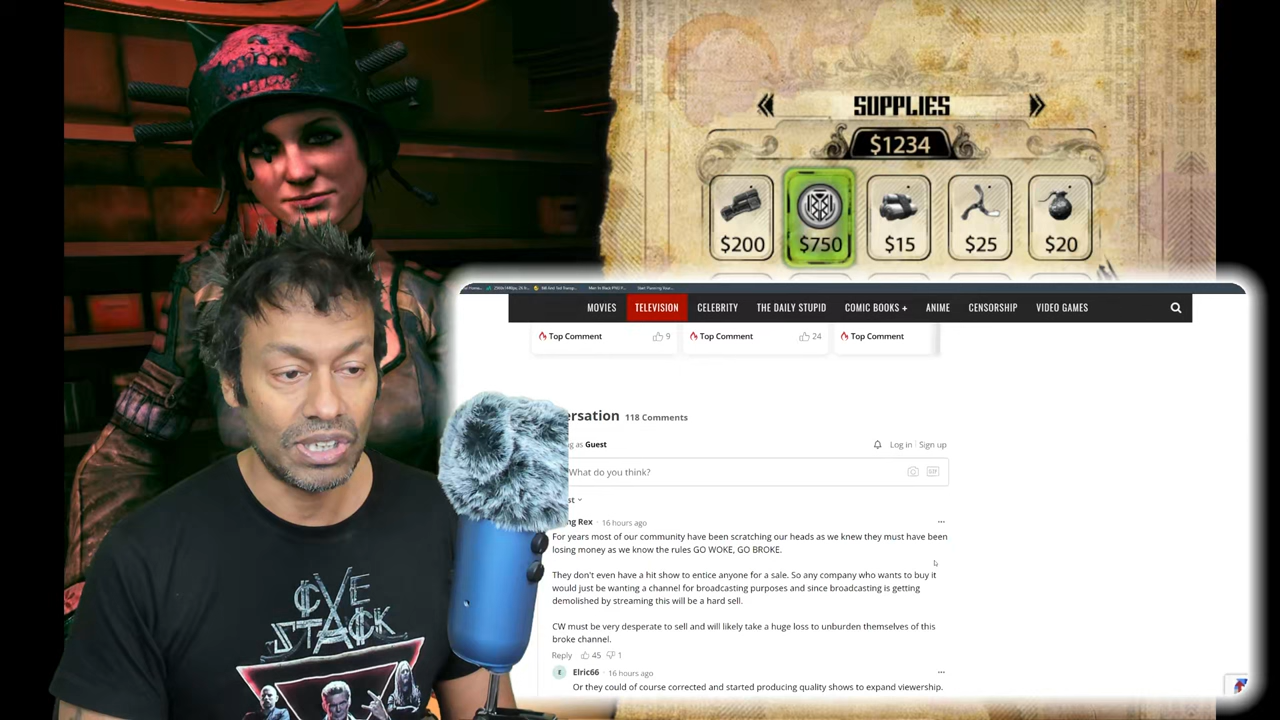 SUPPLIES
$1234
$200
$750
$15
$25
$20
MOVIES TELEVISION CELEBRITY THE DAILY STUPID COMIC BOOKS + ANIME CENSORSHIP VIDEO GAMES
Top Comment 9 Top Comment 24 Top Comment
ersation 118 Comments
as Guest Log in Sign up
What do you think? GIF
st
ng Rex · 16 hours ago
For years most of our community have been scratching our heads as we knew they must have been
losing money as we know the rules GO WOKE, GO BROKE.
They don't even have a hit show to entice anyone for a sale. So any company who wants to buy it
would just be wanting a channel for broadcasting purposes and since broadcasting is getting
demolished by streaming this will be a hard sell.
CW must be very desperate to sell and will likely take a huge loss to unburden themselves of this
broke channel.
Reply 45 1
E Elric66 · 16 hours ago
Or they could of course corrected and started producing quality shows to expand viewership.
STACK